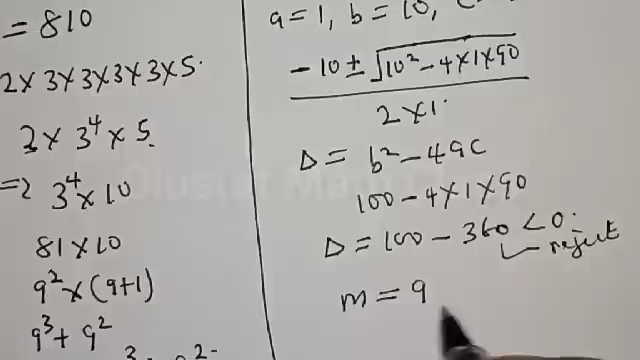 = 810
2 × 3 × 3 × 3 × 3 × 5.
2 × 3⁴ × 5.
=> 3⁴ × 10
81 × 10
9² × (9+1)
9³ + 9²
a = 1, b = 10,
-10 ± √10² - 4 × 1 × 90
2 × 1.
Δ = b² - 4ac
100 - 4 × 1 × 90
Δ = 100 - 360 < 0.
reject
m = 9